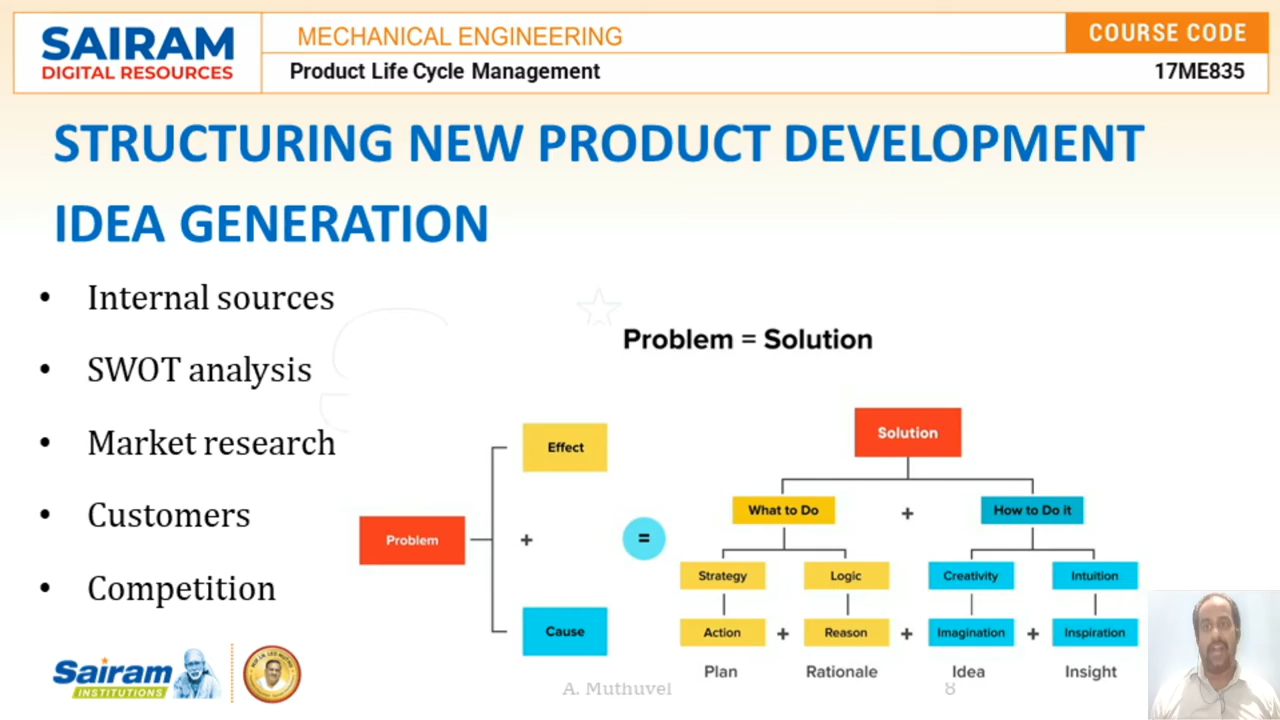 SAIRAM
DIGITAL RESOURCES
MECHANICAL ENGINEERING
COURSE CODE
Product Life Cycle Management
17ME835
STRUCTURING NEW PRODUCT DEVELOPMENT
IDEA GENERATION
• Internal sources
• SWOT analysis
• Market research
• Customers
• Competition
Problem = Solution
Problem
Effect
+
Cause
=
Solution
What to Do + How to Do it
Strategy Logic Creativity Intuition
Action + Reason + Imagination + Inspiration
Plan Rationale Idea Insight
Sairam
INSTITUTIONS
A. Muthuvel
8